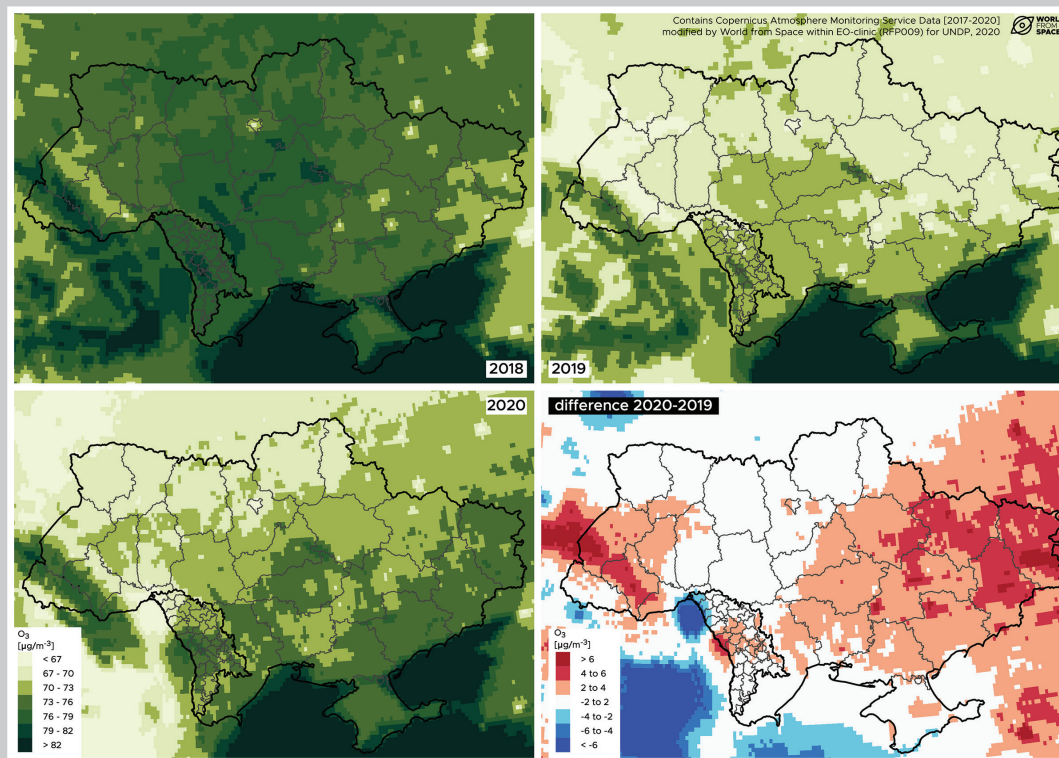 Contains Copernicus Atmosphere Monitoring Service Data [2017-2020]
modified by World from Space within EO-clinic (RFP009) for UNDP, 2020
WORLD
FROM
SPACE
2018
2019
2020
difference 2020-2019
O₃
[µg/m⁻³]
< 67
67 - 70
70 - 73
73 - 76
76 - 79
79 - 82
> 82
O₃
[µg/m⁻³]
> 6
4 to 6
2 to 4
-2 to 2
-4 to -2
-6 to -4
< -6